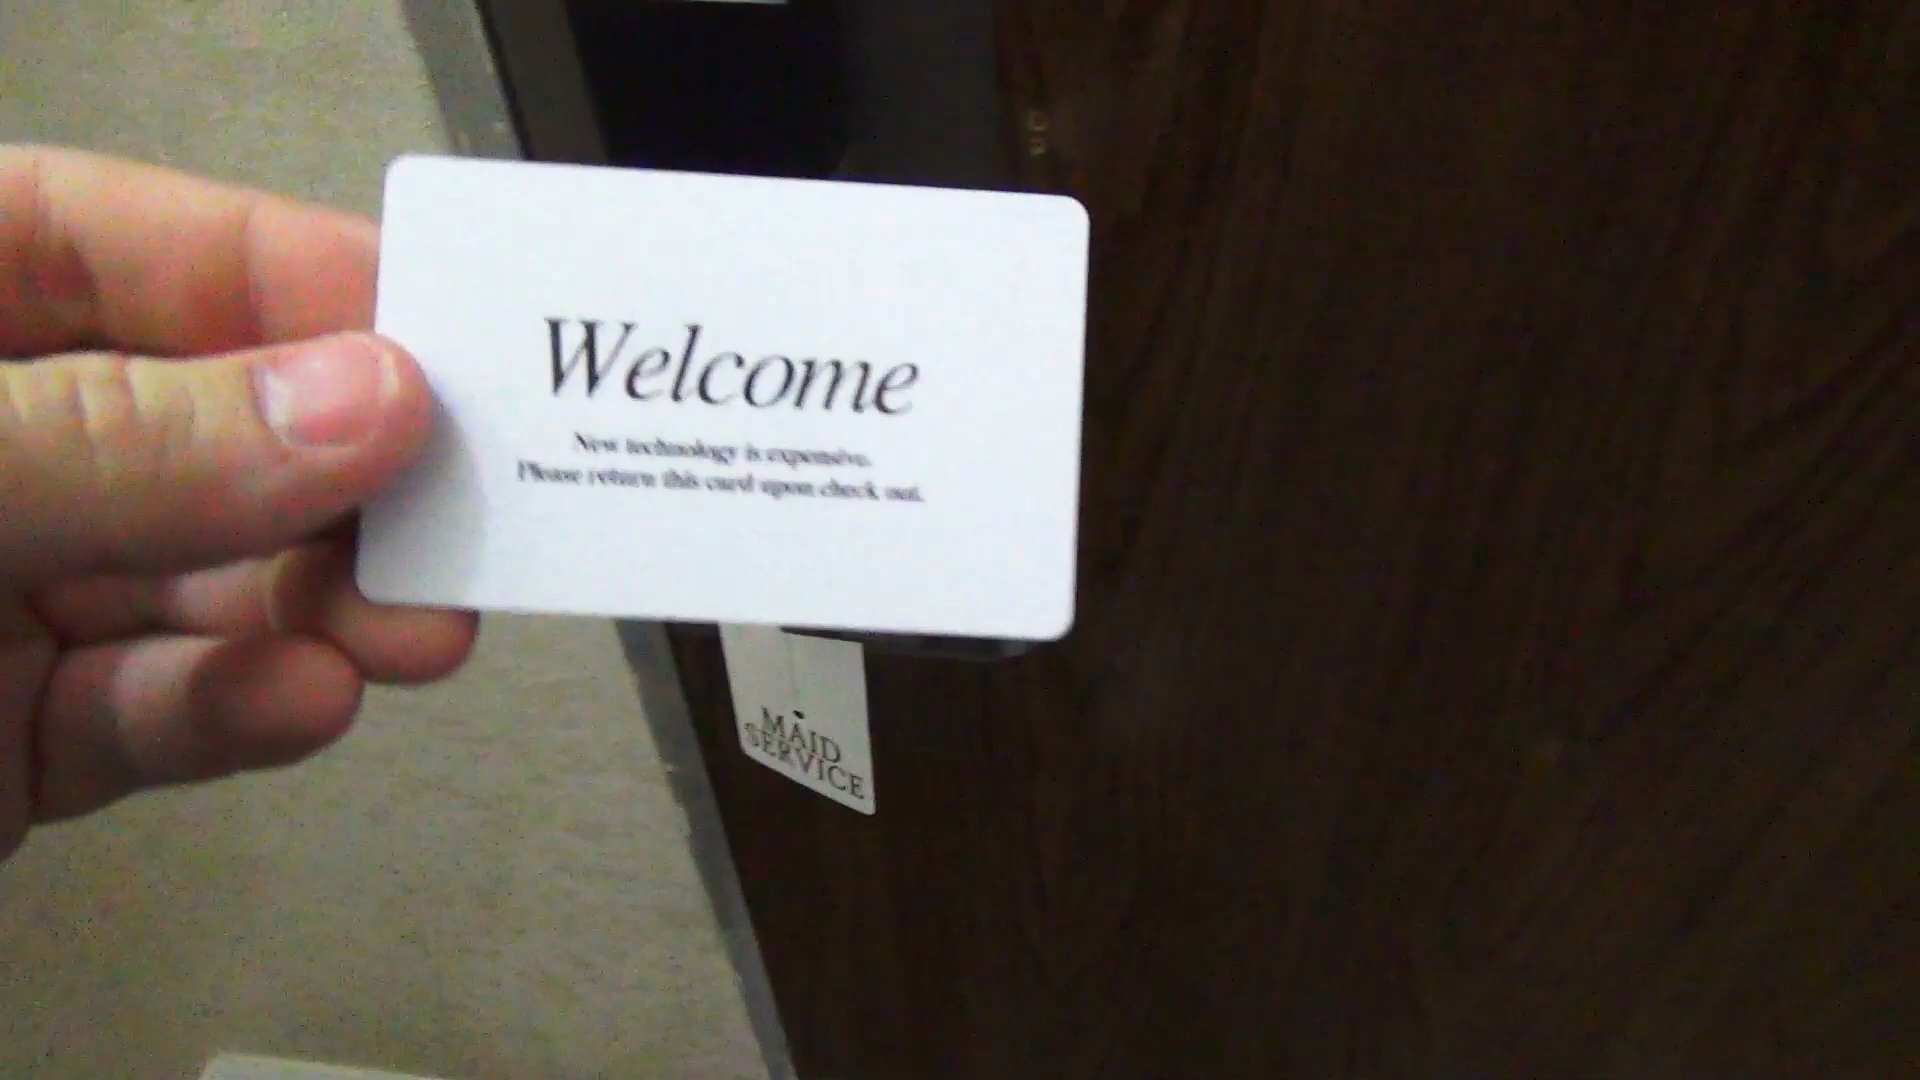 Welcome
New technology is expensive.
Please return this card upon check out.
MAID
SERVICE